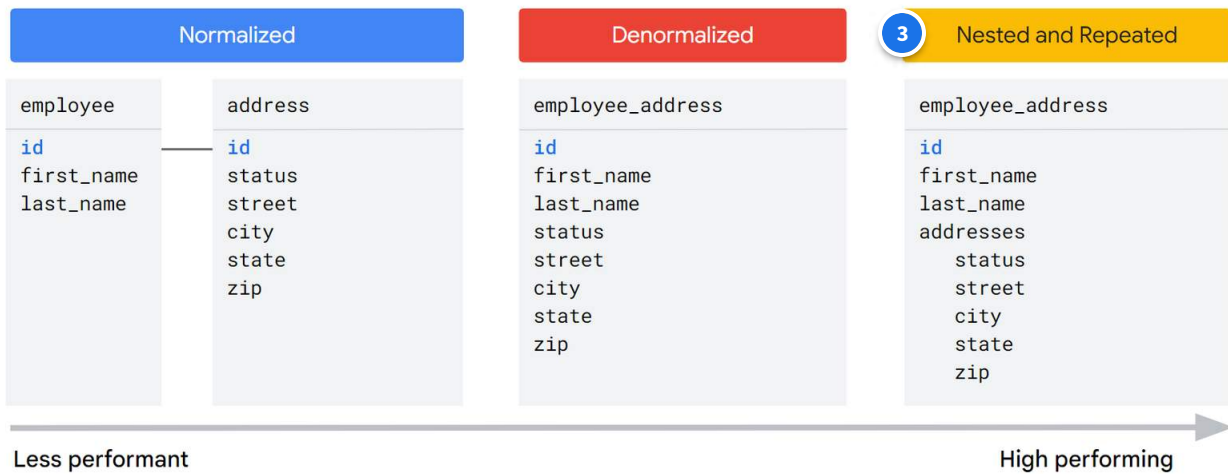 Normalized
employee
id
first_name
last_name
address
id
status
street
city
state
zip
Denormalized
employee_address
id
first_name
last_name
status
street
city
state
zip
3
Nested and Repeated
employee_address
id
first_name
last_name
addresses
status
street
city
state
zip
Less performant
High performing